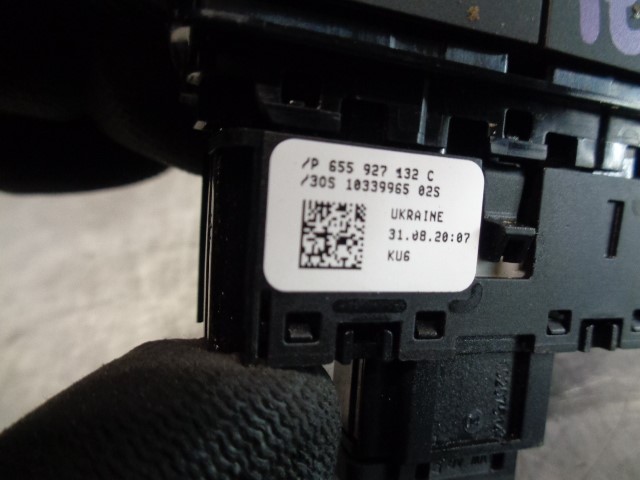 /P 655 927 132 C
/30S 10339965 02S
UKRAINE
31.08.20:07
KU6